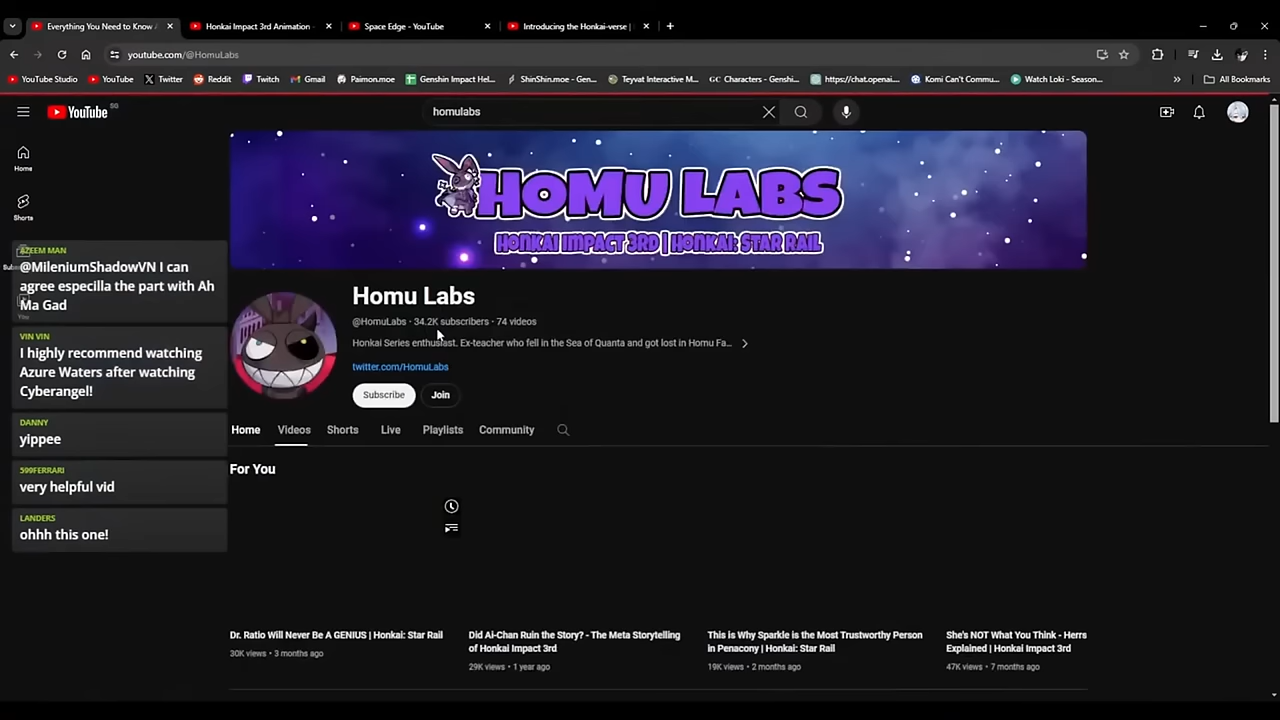 Everything You Need to Know
Honkai Impact 3rd Animation -
Space Edge - YouTube
Introducing the Honkai-verse |
youtube.com/@HomuLabs
YouTube Studio
YouTube
Twitter
Reddit
Twitch
Gmail
Paimon.moe
Genshin Impact Hel...
ShinShin.moe - Gen...
Teyvat Interactive M...
GC Characters - Genshi...
https://chat.openai....
Komi Can't Commu...
Watch Loki - Season...
»
All Bookmarks
YouTube SG
homulabs
HOMU LABS
HONKAI IMPACT 3RD | HONKAI: STAR RAIL
Home
Shorts
AZEEM MAN
@MileniumShadowVN I can
agree especilla the part with Ah
Ma Gad
VIN VIN
I highly recommend watching
Azure Waters after watching
Cyberangel!
DANNY
yippee
599FERRARI
very helpful vid
LANDERS
ohhh this one!
Homu Labs
@HomuLabs · 34.2K subscribers · 74 videos
Honkai Series enthusiast. Ex-teacher who fell in the Sea of Quanta and got lost in Homu Fa...
twitter.com/HomuLabs
Subscribe
Join
Home
Videos
Shorts
Live
Playlists
Community
For You
Dr. Ratio Will Never Be A GENIUS | Honkai: Star Rail
30K views · 3 months ago
Did Ai-Chan Ruin the Story? - The Meta Storytelling
of Honkai Impact 3rd
29K views · 1 year ago
This is Why Sparkle is the Most Trustworthy Person
in Penacony | Honkai: Star Rail
19K views · 2 months ago
She's NOT What You Think - Herrs
Explained | Honkai Impact 3rd
47K views · 7 months ago